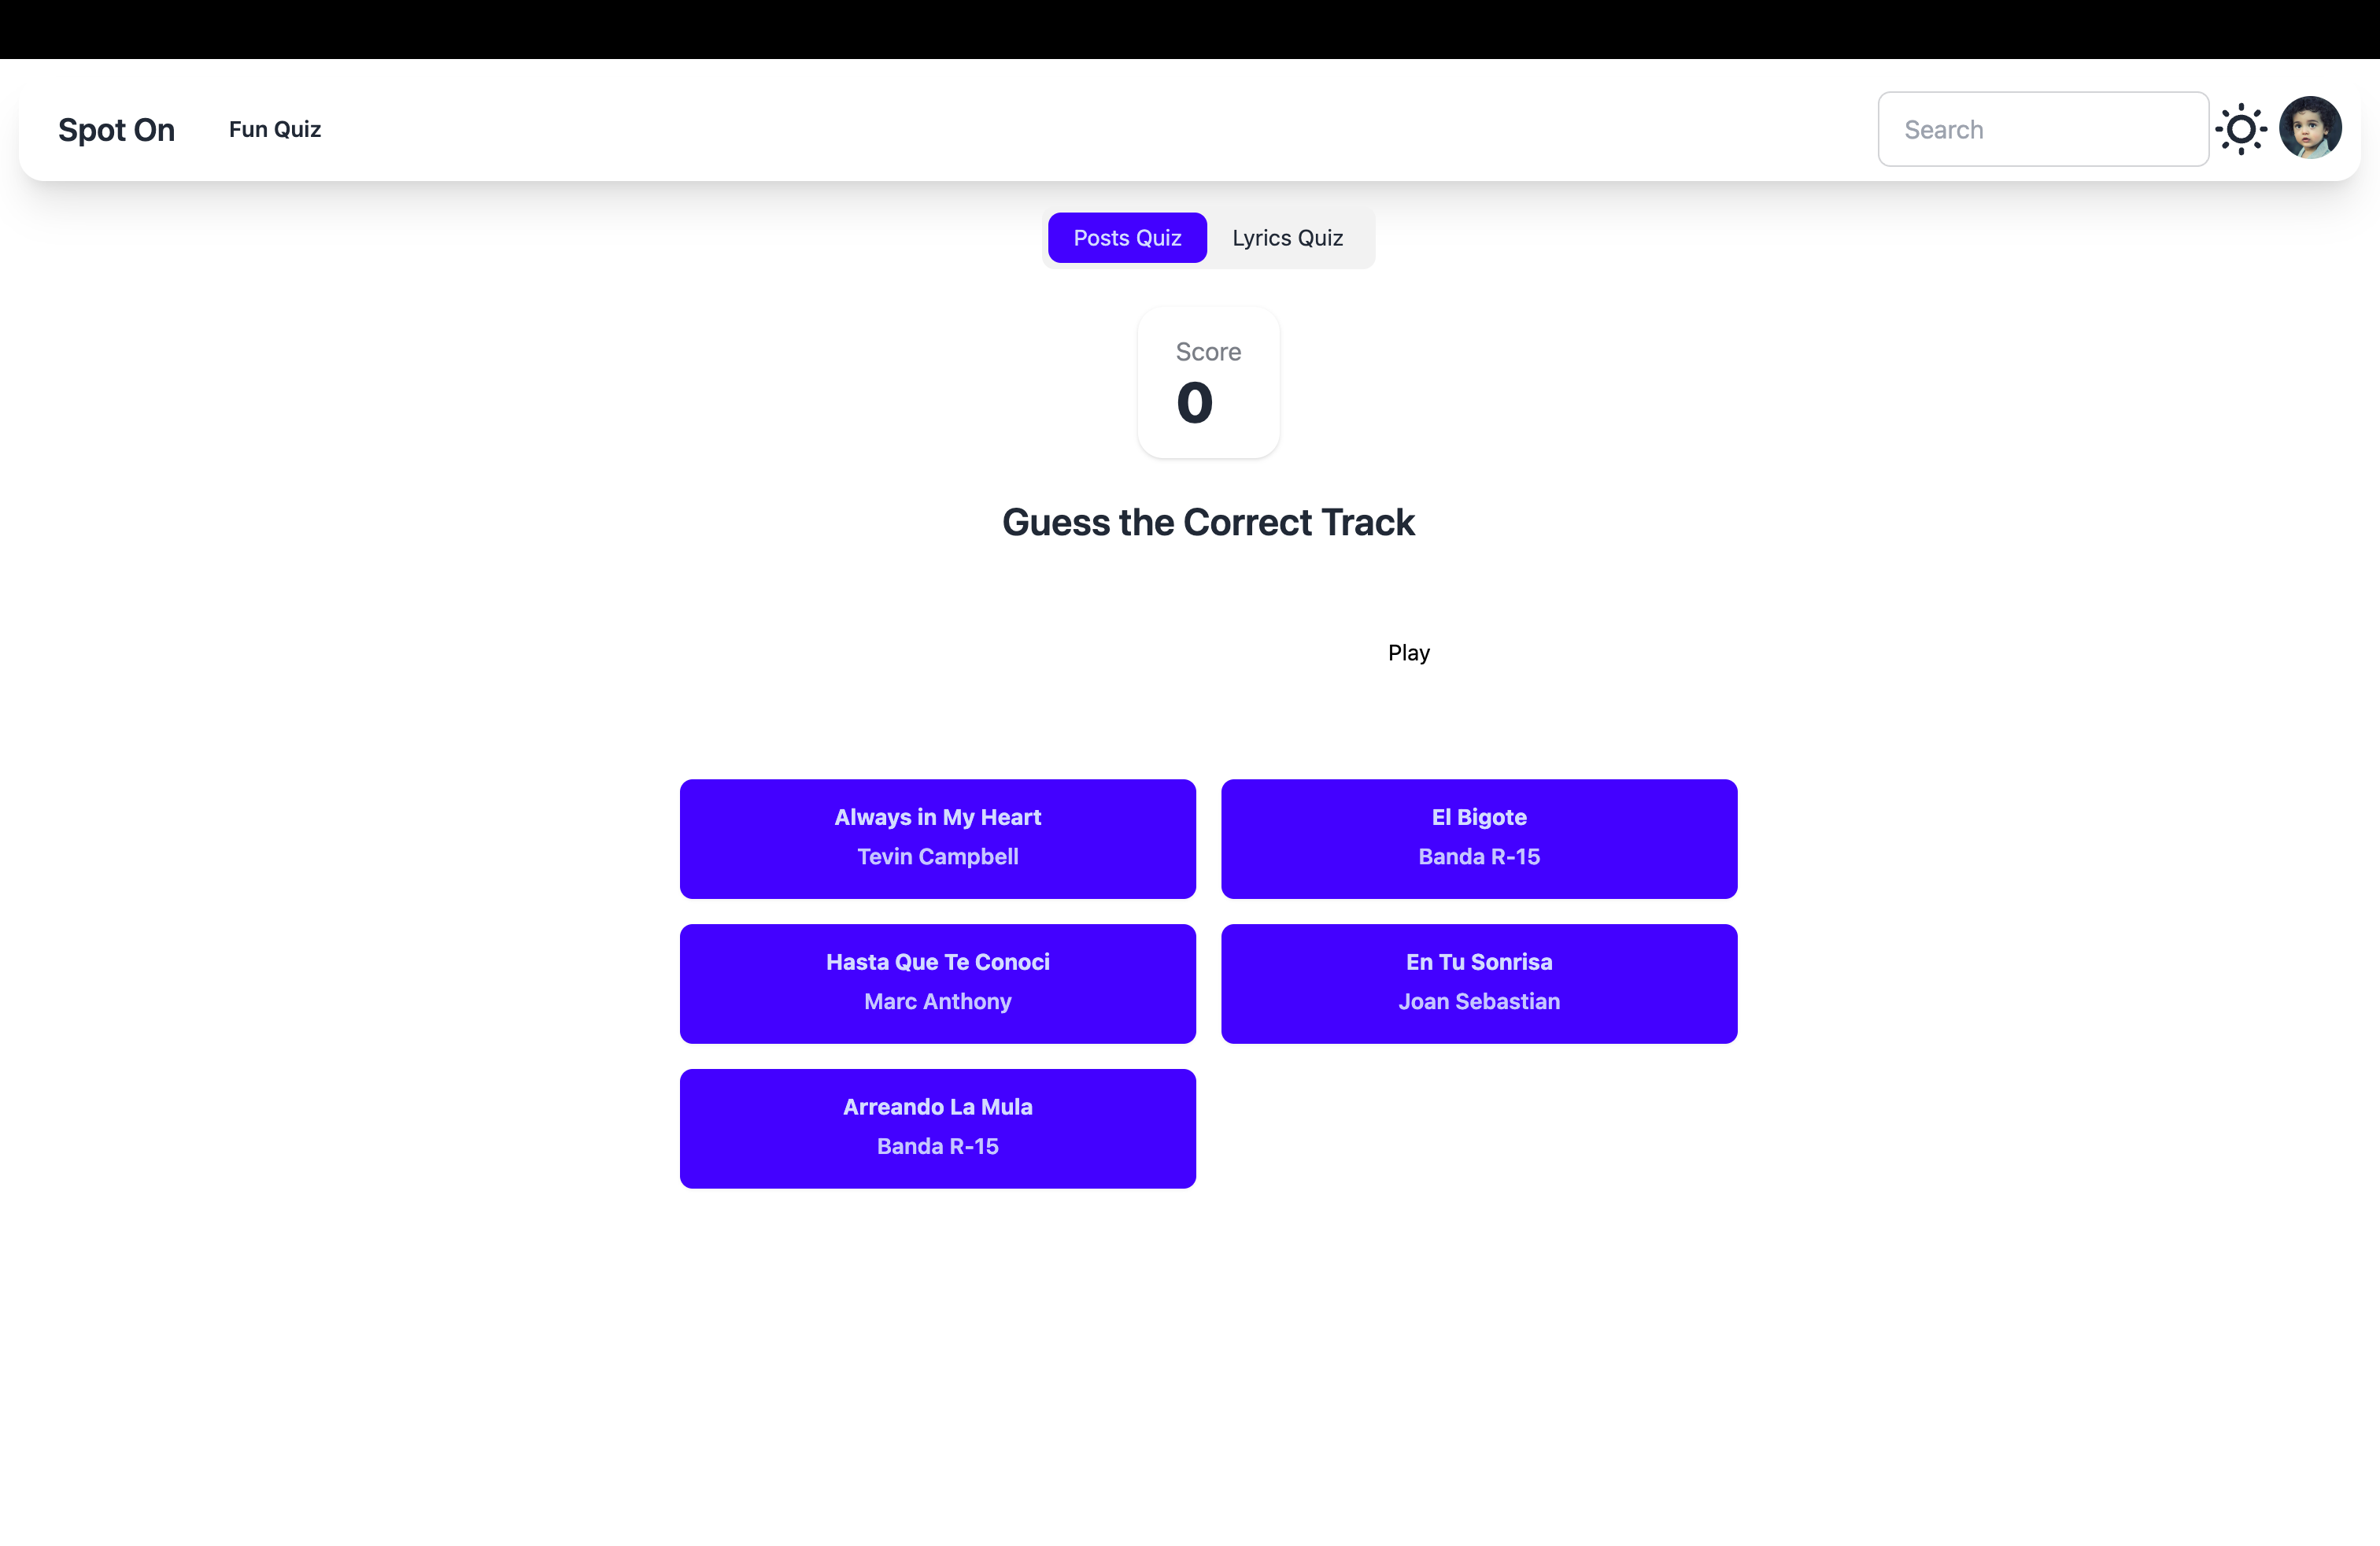 Spot On
Fun Quiz
Search
Posts Quiz
Lyrics Quiz
Score
0
Guess the Correct Track
Play
Always in My Heart
Tevin Campbell
El Bigote
Banda R-15
Hasta Que Te Conoci
Marc Anthony
En Tu Sonrisa
Joan Sebastian
Arreando La Mula
Banda R-15